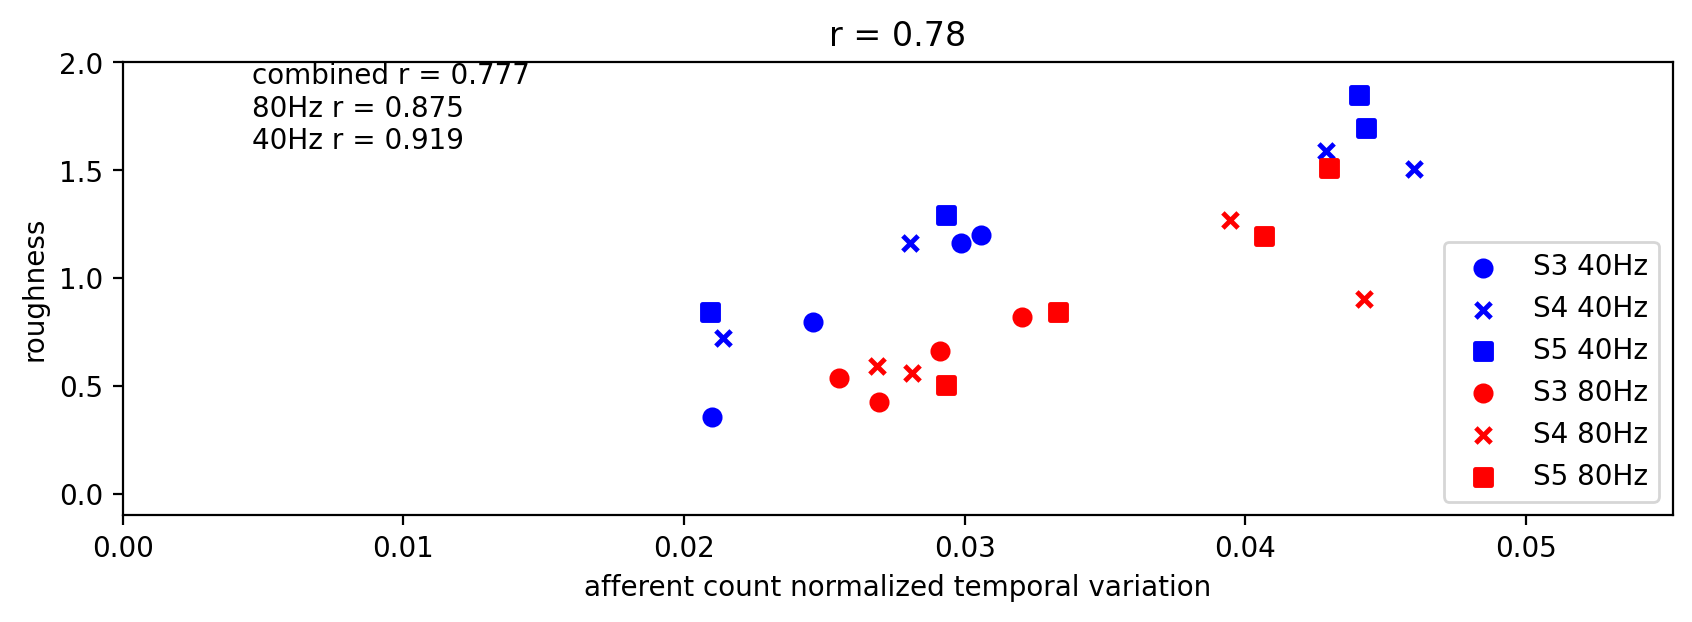 r = 0.78
combined r = 0.777
80Hz r = 0.875
40Hz r = 0.919
2.0
1.5
1.0
0.5
0.0
roughness
S3 40Hz
S4 40Hz
S5 40Hz
S3 80Hz
S4 80Hz
S5 80Hz
0.00 0.01 0.02 0.03 0.04 0.05
afferent count normalized temporal variation